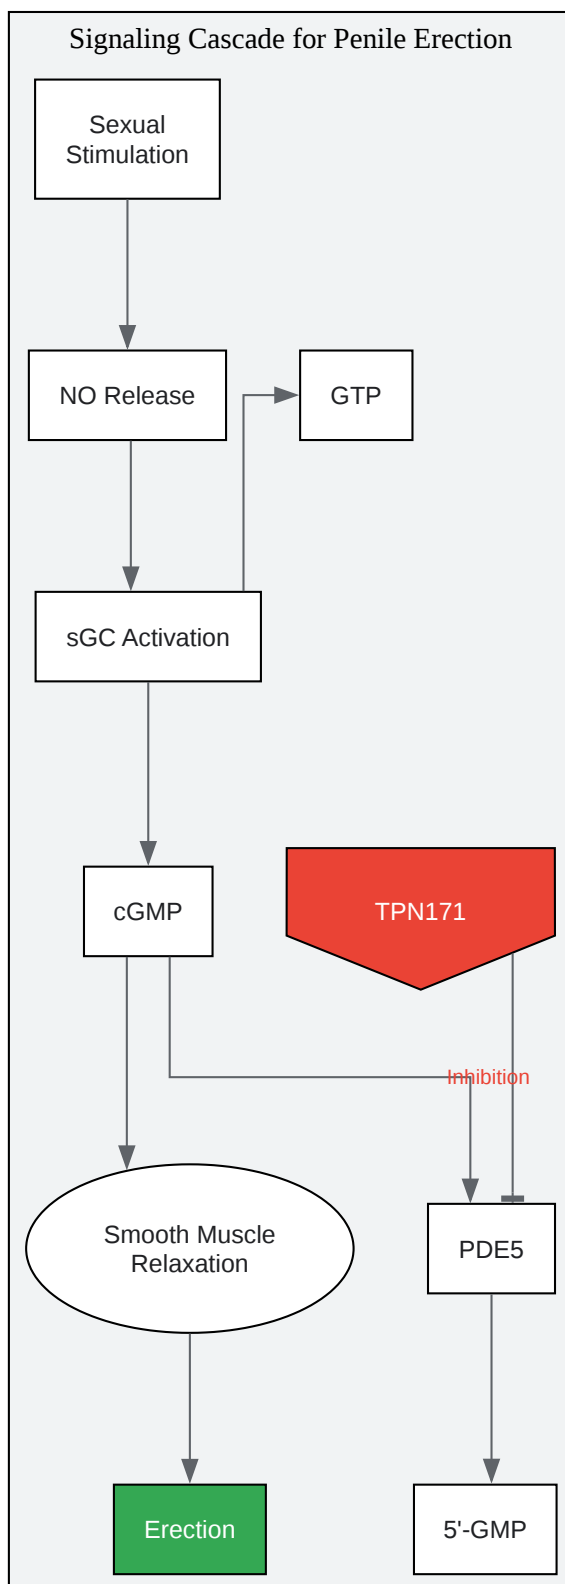 Signaling Cascade for Penile Erection
Sexual
Stimulation
NO Release
GTP
sGC Activation
cGMP
TPN171
Inhibition
Smooth Muscle
Relaxation
PDE5
Erection
5'-GMP